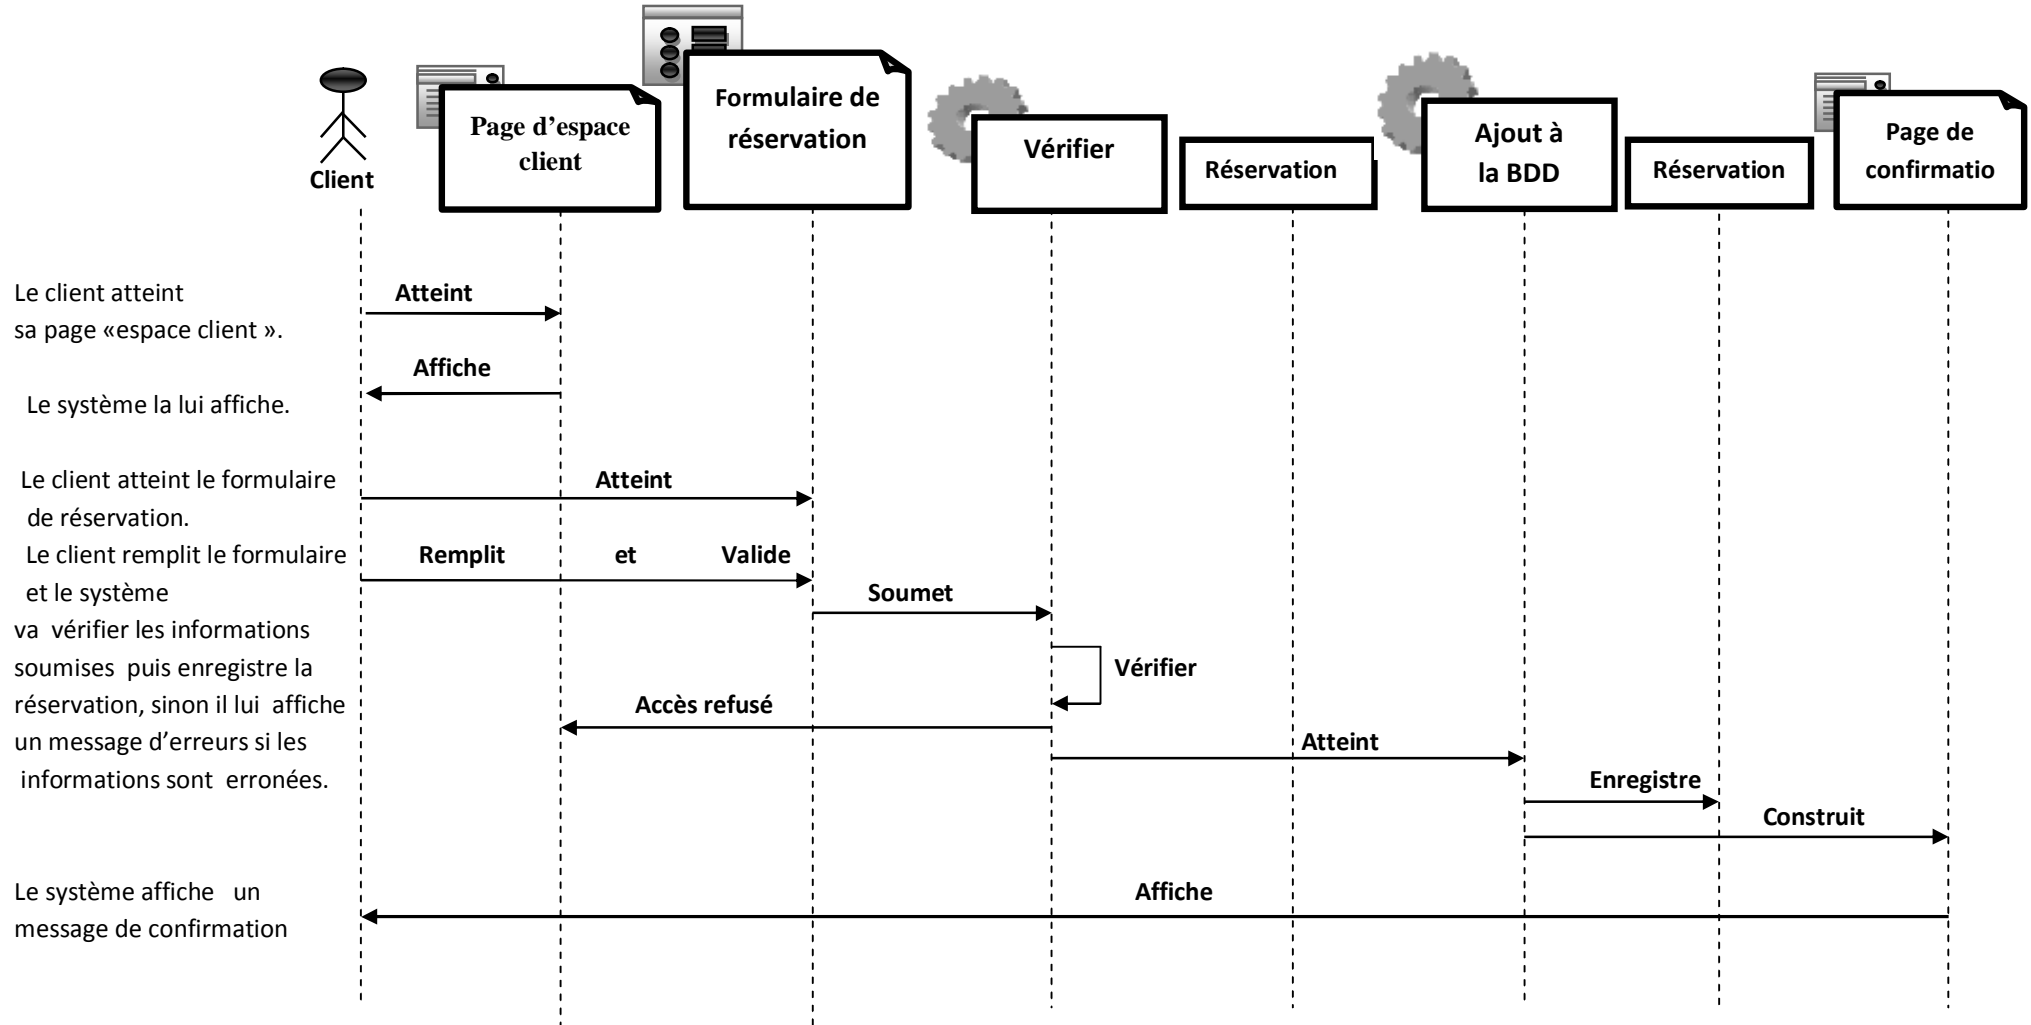 Formulaire de
réservation
Page d'espace
client
Client
Vérifier
Réservation
Ajout à
la BDD
Réservation
Page de
confirmatio
Le client atteint
sa page «espace client ».
Atteint
Affiche
Le système la lui affiche.
Le client atteint le formulaire
de réservation.
Atteint
Le client remplit le formulaire
et le système
va vérifier les informations
soumises puis enregistre la
réservation, sinon il lui affiche
un message d'erreurs si les
informations sont erronées.
Remplit et Valide
Soumet
Vérifier
Accès refusé
Atteint
Enregistre
Construit
Le système affiche un
message de confirmation
Affiche